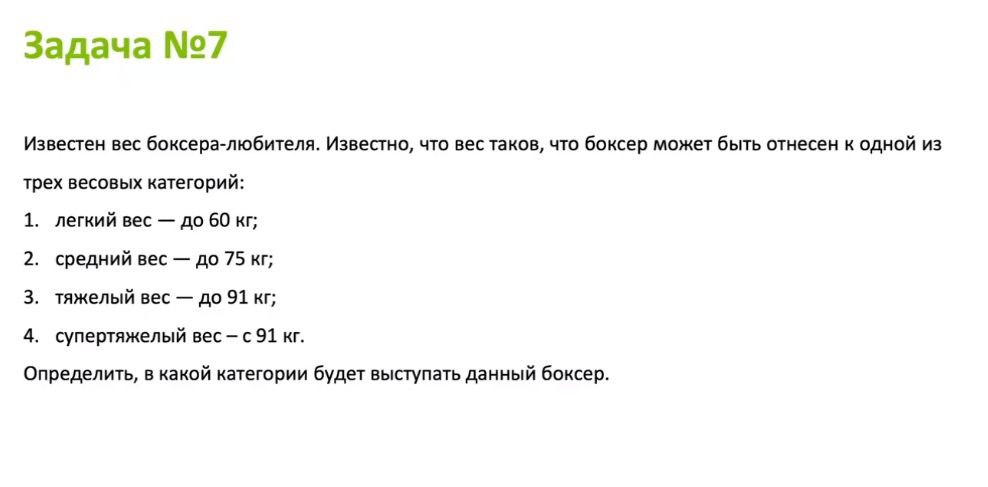 Задача №7
Известен вес боксера-любителя. Известно, что вес таков, что боксер может быть отнесен к одной из
трех весовых категорий:
1. легкий вес — до 60 кг;
2. средний вес — до 75 кг;
3. тяжелый вес — до 91 кг;
4. супертяжелый вес – с 91 кг.
Определить, в какой категории будет выступать данный боксер.